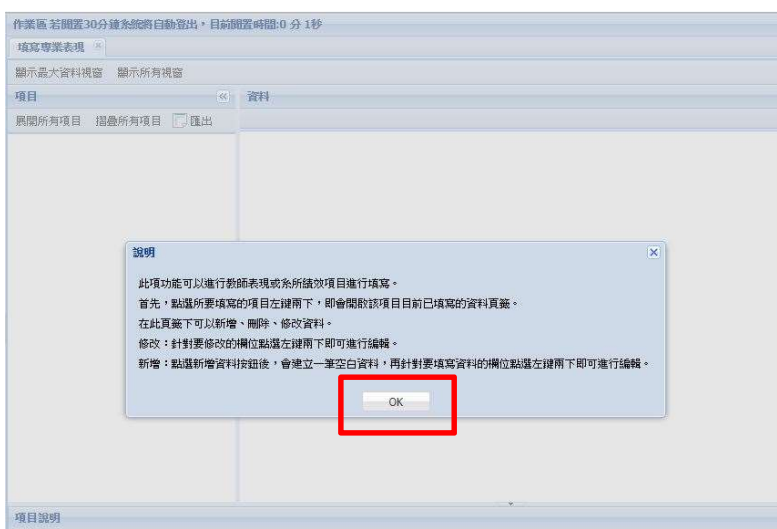 作業區 若閒置30分鐘系統將自動登出，目前閒置時間:0 分 1秒
填寫專業表現
顯示最大資料視窗 顯示所有視窗
項目 資料
展開所有項目 摺疊所有項目 匯出
說明
此項功能可以進行教師表現或系所績效項目進行填寫。
首先，點選所要填寫的項目左鍵兩下，即會開啟該項目目前已填寫的資料頁籤。
在此頁籤下可以新增、刪除、修改資料。
修改：針對要修改的欄位點選左鍵兩下即可進行編輯。
新增：點選新增資料按鈕後，會建立一筆空白資料，再針對要填寫資料的欄位點選左鍵兩下即可進行編輯。
OK
項目說明